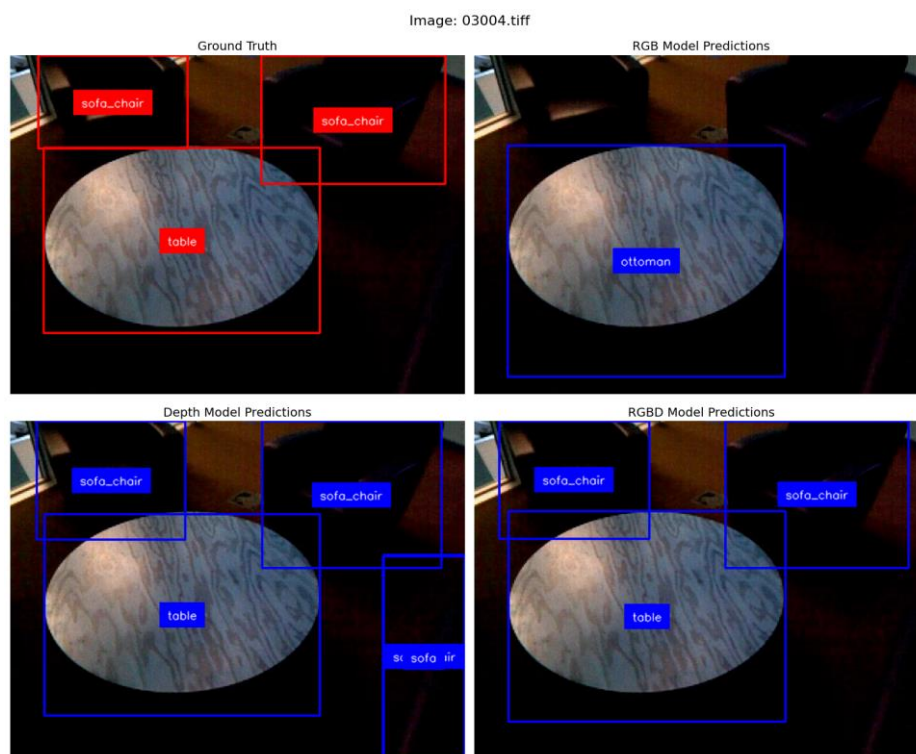 Image: 03004.tiff
Ground Truth
RGB Model Predictions
sofa_chair
sofa_chair
table
ottoman
Depth Model Predictions
RGBD Model Predictions
sofa_chair
sofa_chair
table
sofa
sofa_chair
sofa_chair
table